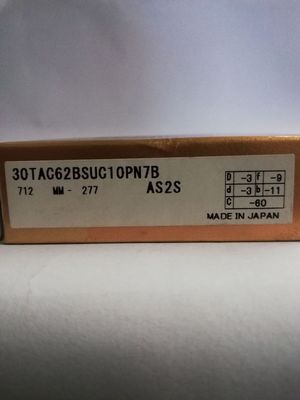 30TAC62BSUC10PN7B
712 MM - 277 AS2S
D -3 f -9
d -3 b -11
C -60
MADE IN JAPAN